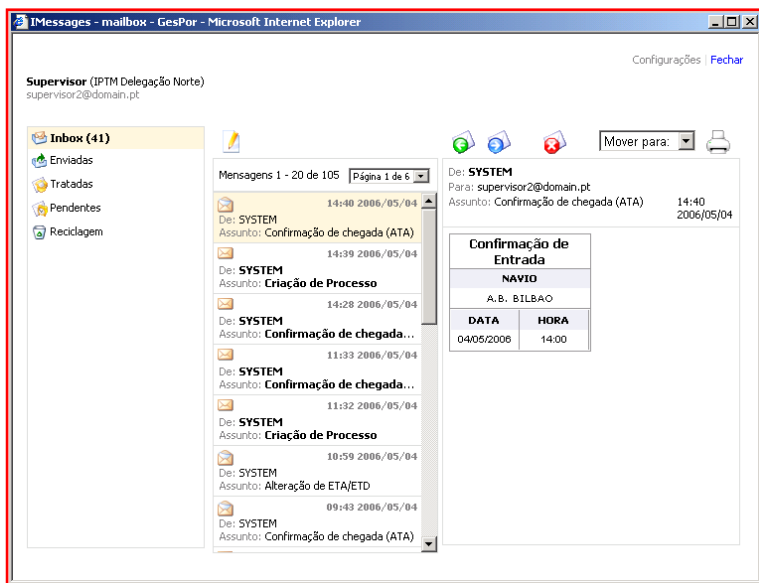 IMessages - mailbox - GesPor - Microsoft Internet Explorer
Configurações | Fechar
Supervisor (IPTM Delegação Norte)
supervisor2@domain.pt
Inbox (41)
Enviadas
Tratadas
Pendentes
Reciclagem
Mensagens 1 - 20 de 105 Página 1 de 6
14:40 2006/05/04
De: SYSTEM
Assunto: Confirmação de chegada (ATA)
14:39 2006/05/04
De: SYSTEM
Assunto: Criação de Processo
14:28 2006/05/04
De: SYSTEM
Assunto: Confirmação de chegada...
11:33 2006/05/04
De: SYSTEM
Assunto: Confirmação de chegada...
11:32 2006/05/04
De: SYSTEM
Assunto: Criação de Processo
10:59 2006/05/04
De: SYSTEM
Assunto: Alteração de ETA/ETD
09:43 2006/05/04
De: SYSTEM
Assunto: Confirmação de chegada (ATA)
Mover para:
De: SYSTEM
Para: supervisor2@domain.pt
Assunto: Confirmação de chegada (ATA) 14:40
2006/05/04
Confirmação de
Entrada
NAVIO
A.B. BILBAO
DATA HORA
04/05/2006 14:00